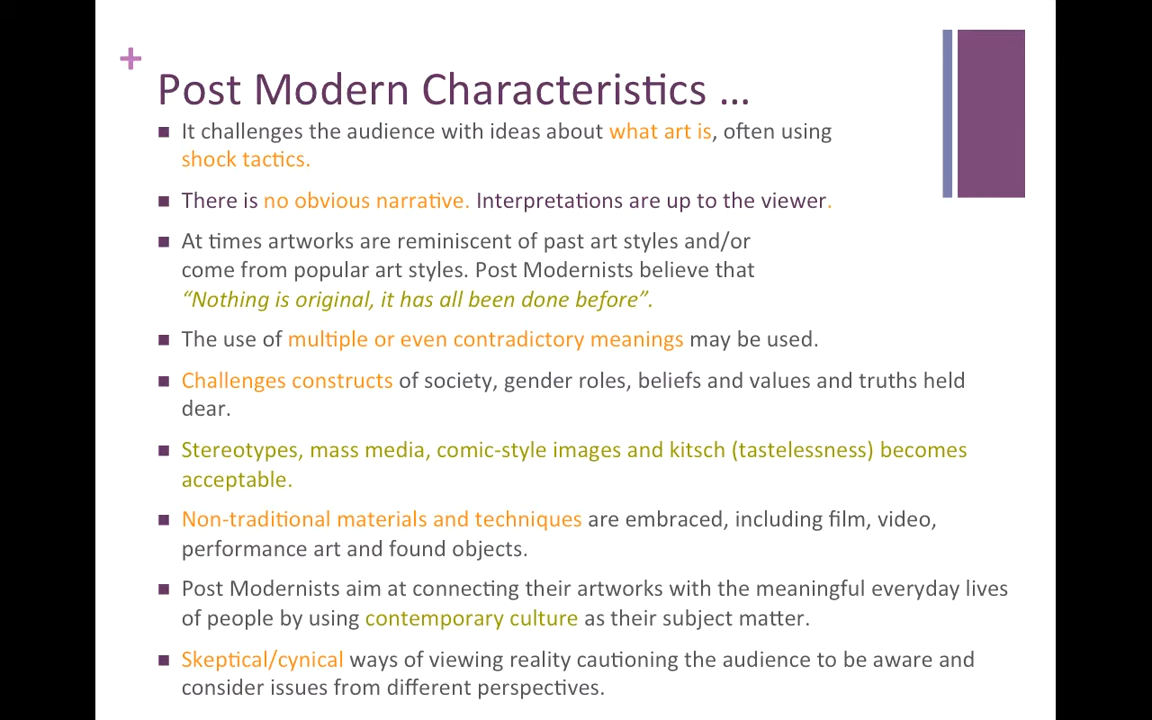 +
Post Modern Characteristics ...
■ It challenges the audience with ideas about what art is, often using
shock tactics.
■ There is no obvious narrative. Interpretations are up to the viewer.
■ At times artworks are reminiscent of past art styles and/or
come from popular art styles. Post Modernists believe that
“Nothing is original, it has all been done before”.
■ The use of multiple or even contradictory meanings may be used.
■ Challenges constructs of society, gender roles, beliefs and values and truths held
dear.
■ Stereotypes, mass media, comic-style images and kitsch (tastelessness) becomes
acceptable.
■ Non-traditional materials and techniques are embraced, including film, video,
performance art and found objects.
■ Post Modernists aim at connecting their artworks with the meaningful everyday lives
of people by using contemporary culture as their subject matter.
■ Skeptical/cynical ways of viewing reality cautioning the audience to be aware and
consider issues from different perspectives.